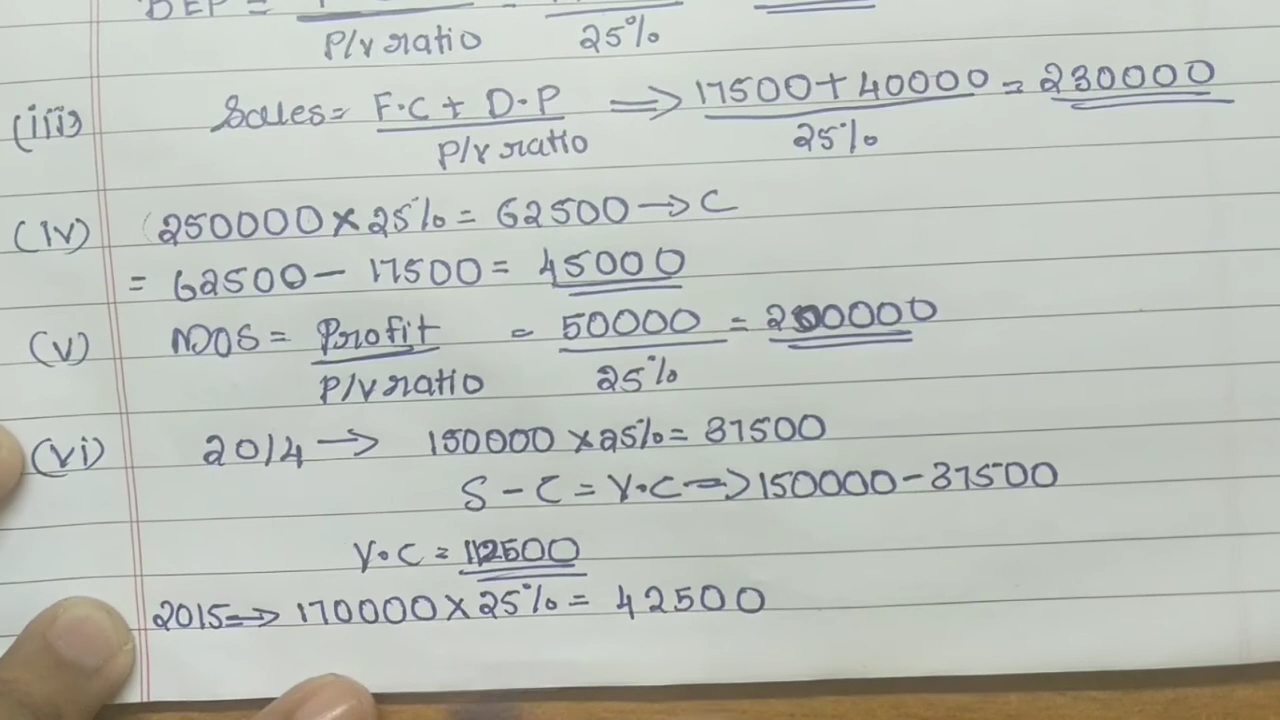 BEP =
P/V ratio 25%
(iii) Sales = F.C + D.P ⟹ 17500 + 40000 = 230000
P/V ratio 25%
(iv) 250000 × 25% = 62500 → C
= 62500 - 17500 = 45000
(v) MOS = Profit = 50000 = 200000
P/V ratio 25%
(vi) 2014 → 150000 × 25% = 37500
S - C = V.C ⟹ 150000 - 37500
V.C = 112500
2015 ⟹ 170000 × 25% = 42500